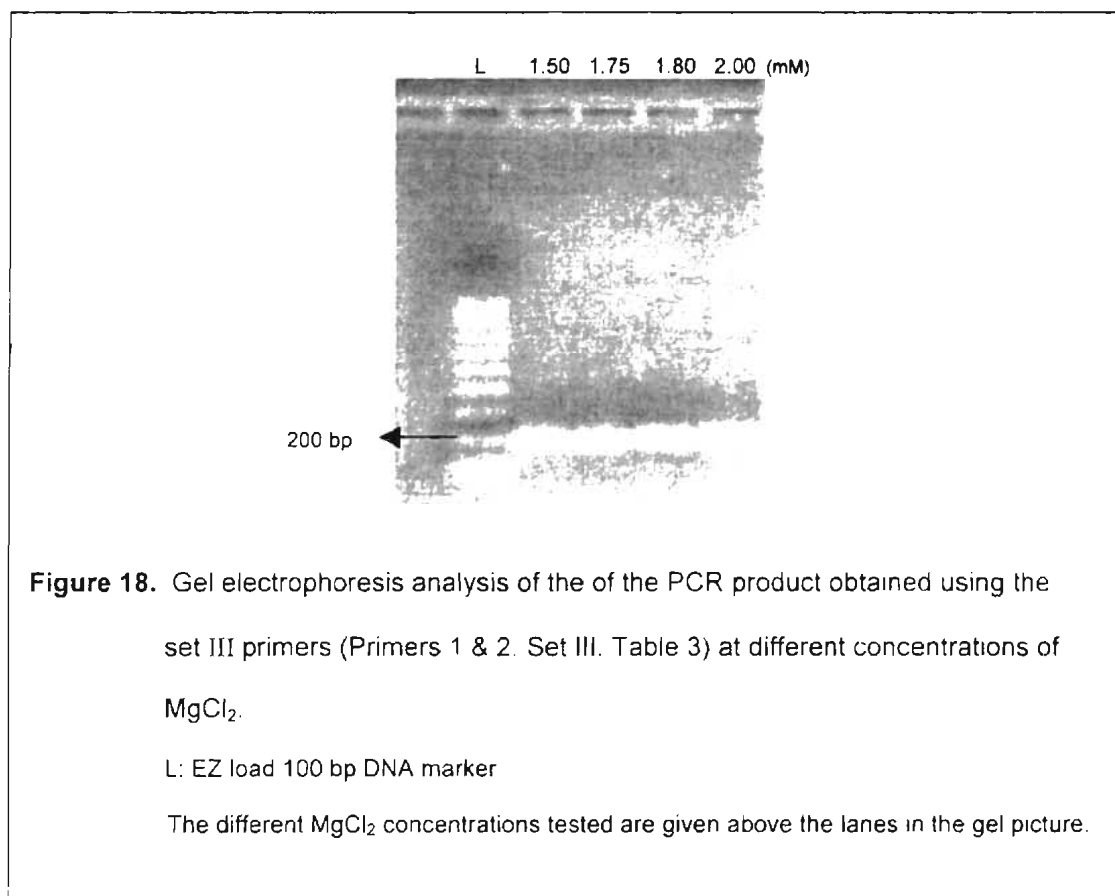 L 1.50 1.75 1.80 2.00 (mM)
200 bp
Figure 18. Gel electrophoresis analysis of the of the PCR product obtained using the
set III primers (Primers 1 & 2. Set III. Table 3) at different concentrations of
MgCl₂.
L: EZ load 100 bp DNA marker
The different MgCl₂ concentrations tested are given above the lanes in the gel picture.